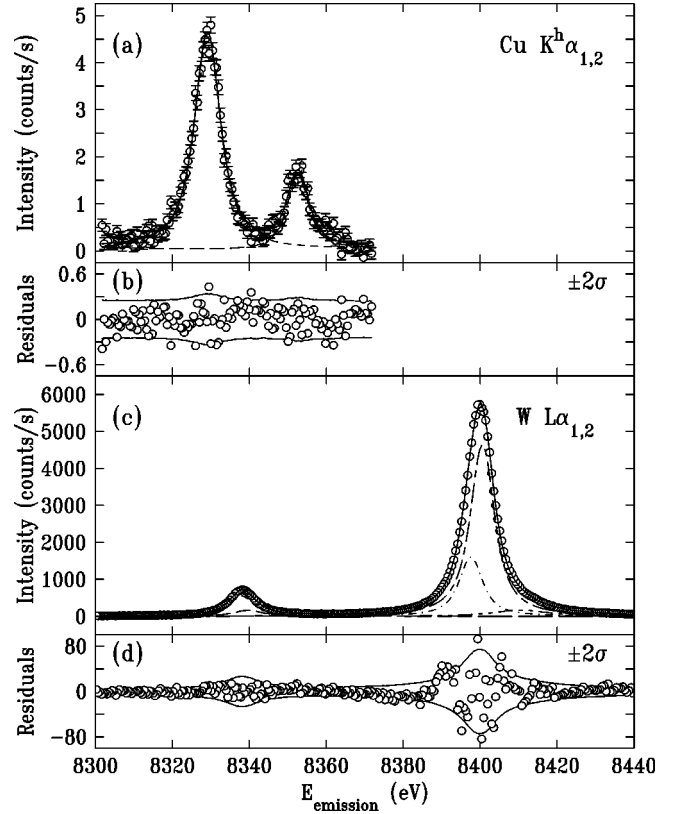 5
(a)
Cu K^hα_{1,2}
4
3
2
1
0
Intensity (counts/s)
0.6
(b)
±2σ
0
−0.6
Residuals
6000
(c)
W Lα_{1,2}
5000
4000
3000
2000
1000
0
Intensity (counts/s)
80
(d)
±2σ
0
−80
Residuals
8300 8320 8340 8360 8380 8400 8420 8440
E_{emission} (eV)